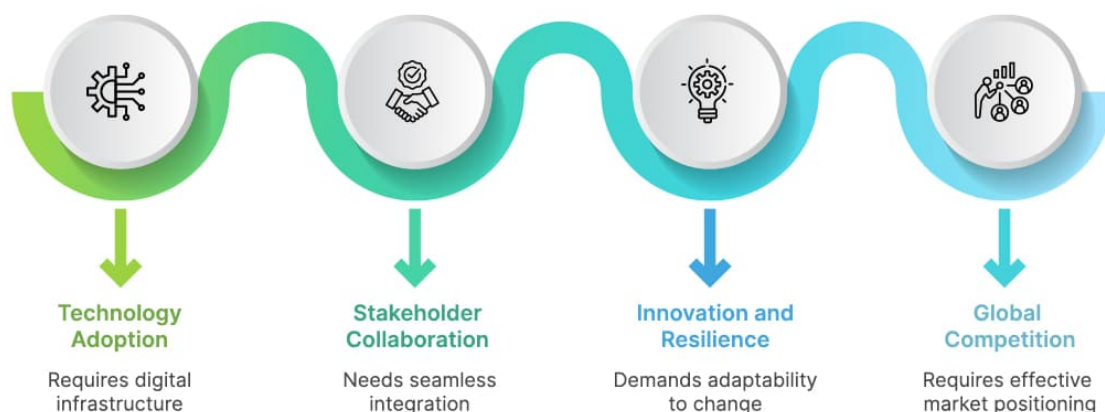 Technology
Adoption
Requires digital
infrastructure
Stakeholder
Collaboration
Needs seamless
integration
Innovation and
Resilience
Demands adaptability
to change
Global
Competition
Requires effective
market positioning